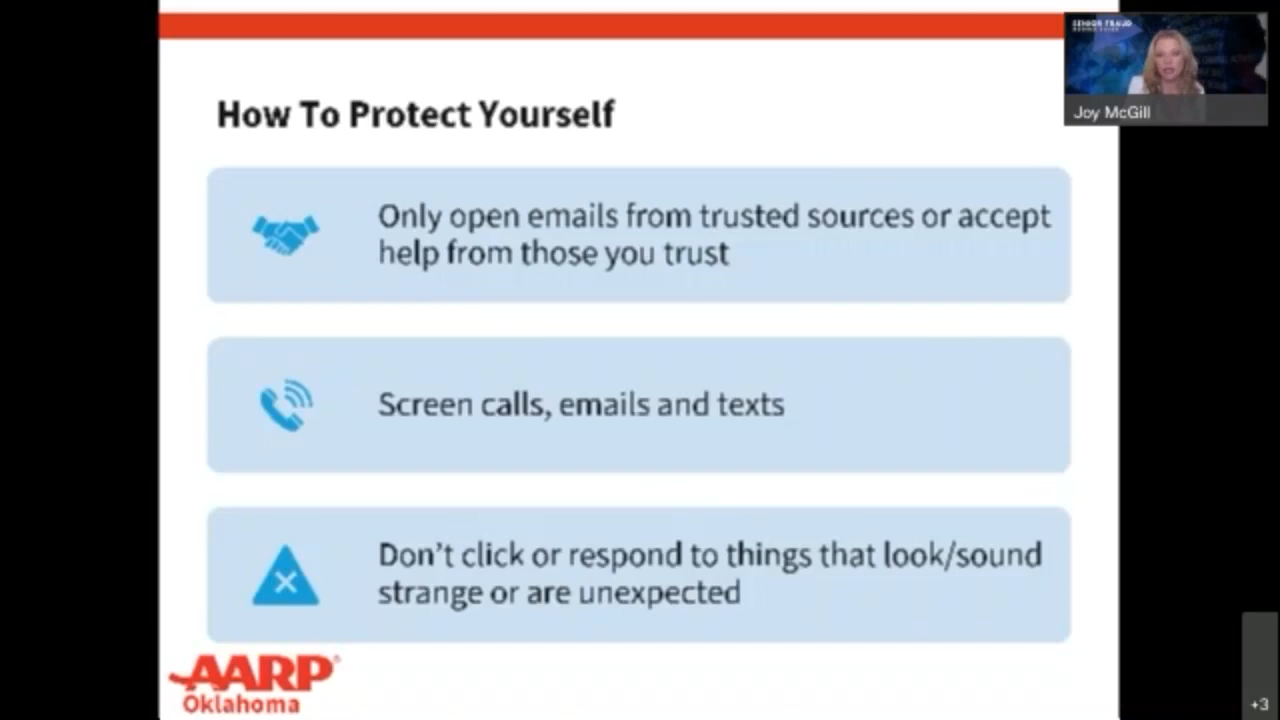 How To Protect Yourself
Only open emails from trusted sources or accept
help from those you trust
Screen calls, emails and texts
Don't click or respond to things that look/sound
strange or are unexpected
AARP®
Oklahoma
SENIOR FRAUD
Joy McGill
+3